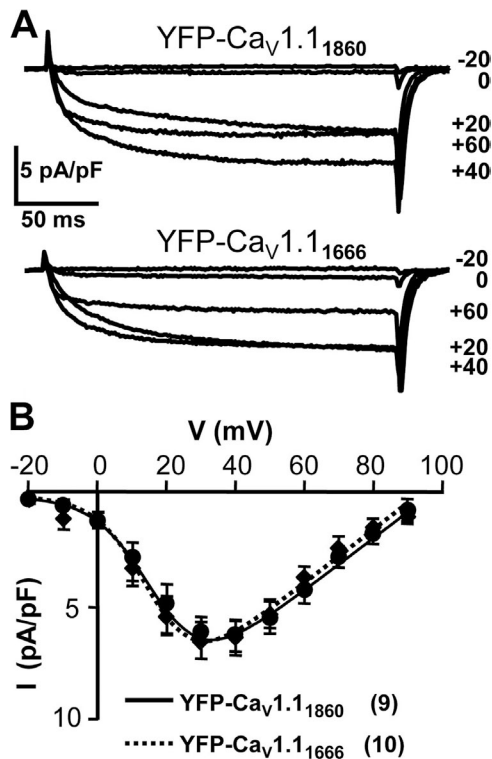 A
YFP-CaV1.11860
-20
0
+20
+60
+40
5 pA/pF
50 ms
YFP-CaV1.11666
-20
0
+60
+20
+40
B
V (mV)
-20 0 20 40 60 80 100
I (pA/pF)
5
10
YFP-CaV1.11860 (9)
YFP-CaV1.11666 (10)